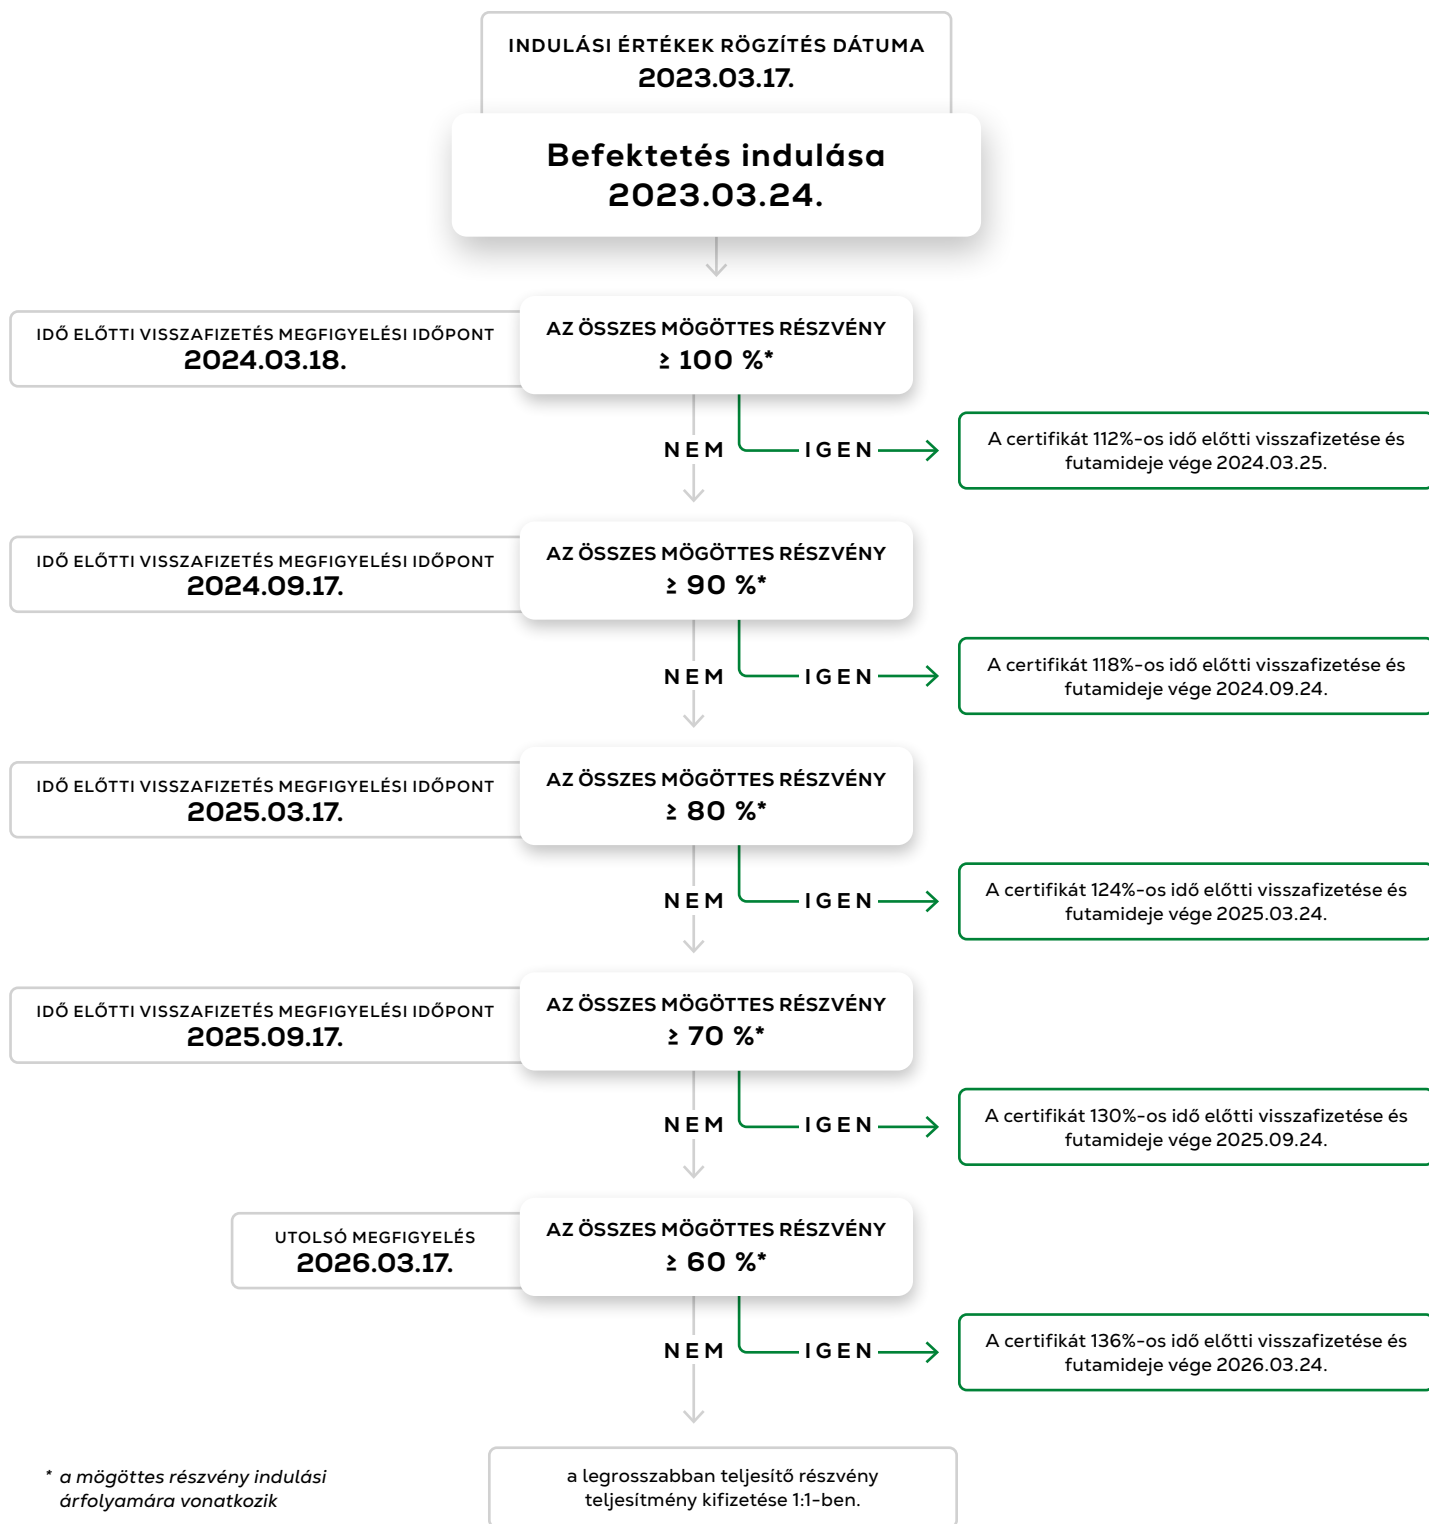 INDULÁSI ÉRTÉKEK RÖGZÍTÉS DÁTUMA
2023.03.17.
Befektetés indulása
2023.03.24.
IDŐ ELŐTTI VISSZAFIZETÉS MEGFIGYELÉSI IDŐPONT
2024.03.18.
AZ ÖSSZES MÖGÖTTES RÉSZVÉNY
≥ 100 %*
NEM
IGEN
A certifikát 112%-os idő előtti visszafizetése és
futamideje vége 2024.03.25.
IDŐ ELŐTTI VISSZAFIZETÉS MEGFIGYELÉSI IDŐPONT
2024.09.17.
AZ ÖSSZES MÖGÖTTES RÉSZVÉNY
≥ 90 %*
NEM
IGEN
A certifikát 118%-os idő előtti visszafizetése és
futamideje vége 2024.09.24.
IDŐ ELŐTTI VISSZAFIZETÉS MEGFIGYELÉSI IDŐPONT
2025.03.17.
AZ ÖSSZES MÖGÖTTES RÉSZVÉNY
≥ 80 %*
NEM
IGEN
A certifikát 124%-os idő előtti visszafizetése és
futamideje vége 2025.03.24.
IDŐ ELŐTTI VISSZAFIZETÉS MEGFIGYELÉSI IDŐPONT
2025.09.17.
AZ ÖSSZES MÖGÖTTES RÉSZVÉNY
≥ 70 %*
NEM
IGEN
A certifikát 130%-os idő előtti visszafizetése és
futamideje vége 2025.09.24.
UTOLSÓ MEGFIGYELÉS
2026.03.17.
AZ ÖSSZES MÖGÖTTES RÉSZVÉNY
≥ 60 %*
NEM
IGEN
A certifikát 136%-os idő előtti visszafizetése és
futamideje vége 2026.03.24.
* a mögöttes részvény indulási
árfolyamára vonatkozik
a legrosszabban teljesítő részvény
teljesítmény kifizetése 1:1-ben.